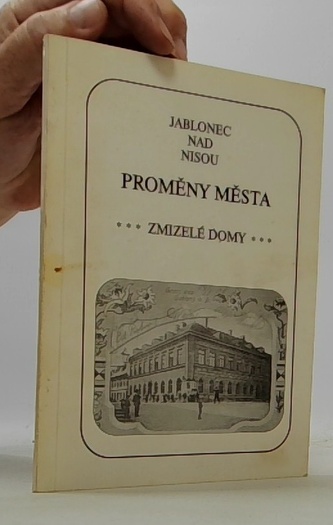 JABLONEC
NAD
NISOU
PROMĚNY MĚSTA
*** ZMIZELÉ DOMY ***